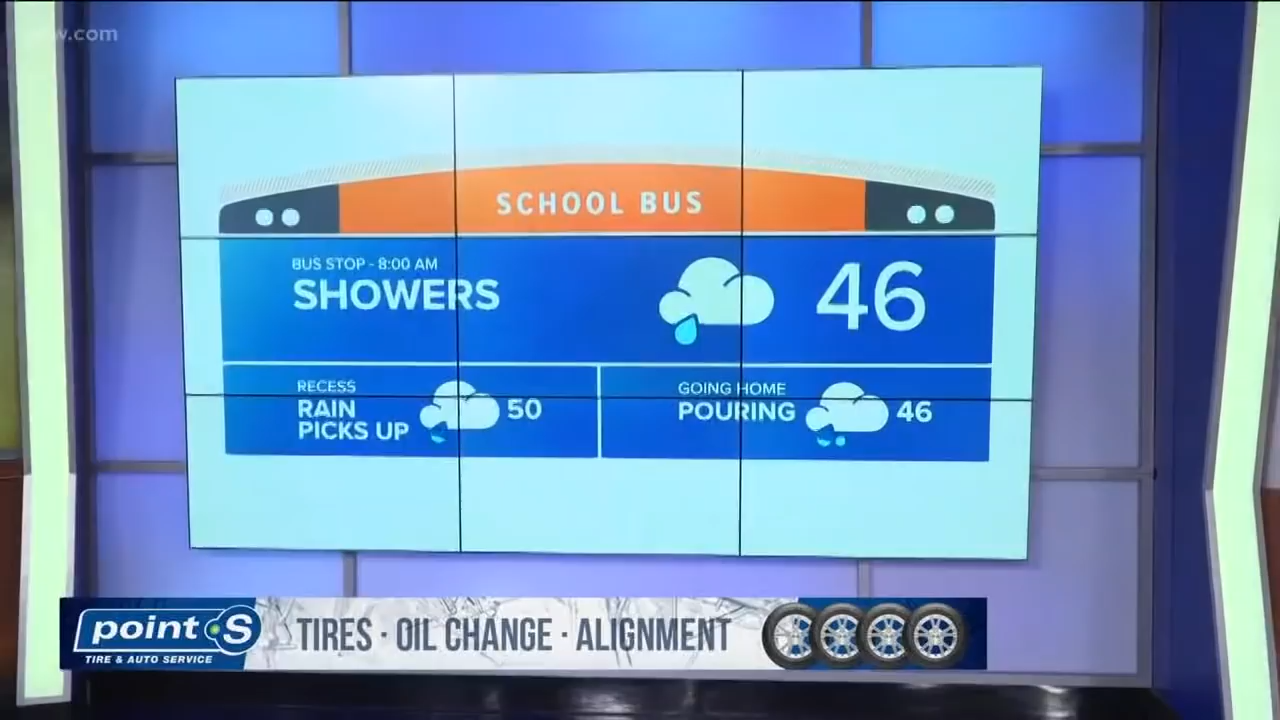 SCHOOL BUS
BUS STOP - 8:00 AM
SHOWERS
46
RECESS
RAIN
PICKS UP
50
GOING HOME
POURING
46
point S
TIRE & AUTO SERVICE
TIRES · OIL CHANGE · ALIGNMENT